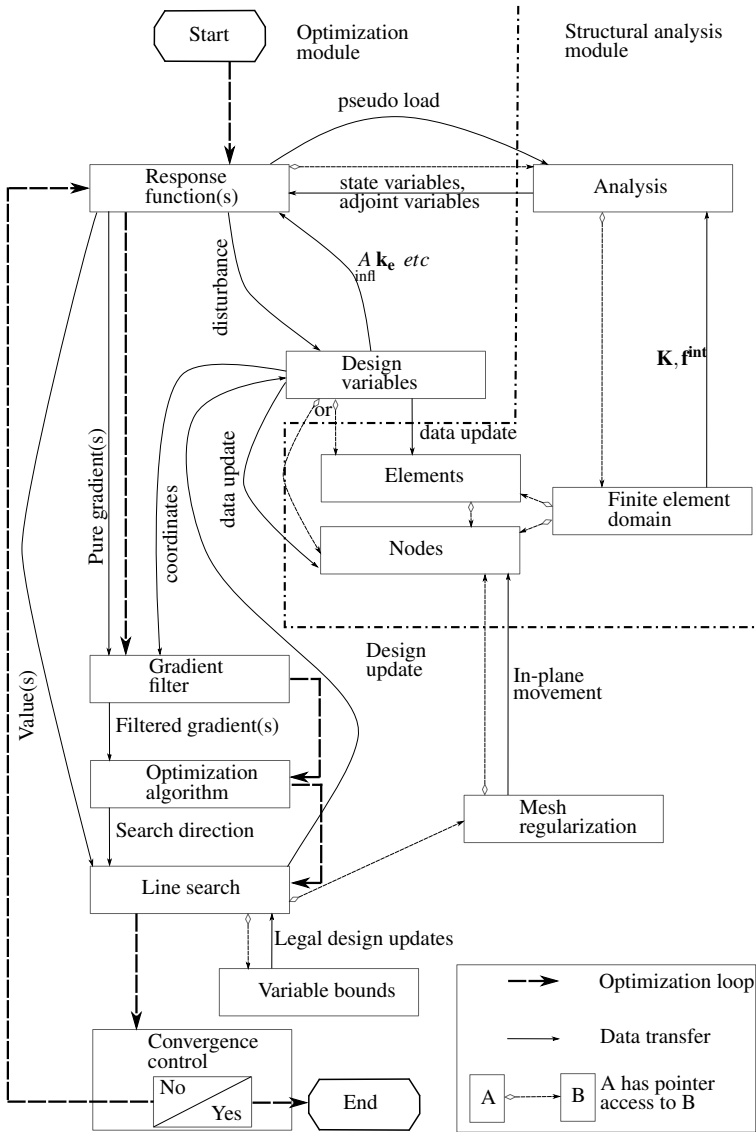 Start
Optimization
module
Structural analysis
module
pseudo load
Response
function(s)
state variables,
adjoint variables
Analysis
disturbance
A k_e etc
infl
K, f^int
Design
variables
or
data update
Elements
Finite element
domain
Nodes
Pure gradient(s)
coordinates
data update
Design
update
In-plane
movement
Gradient
filter
Value(s)
Filtered gradient(s)
Optimization
algorithm
Mesh
regularization
Search direction
Line search
Legal design updates
Variable bounds
Convergence
control
No
Yes
End
Optimization loop
Data transfer
A
B
A has pointer
access to B